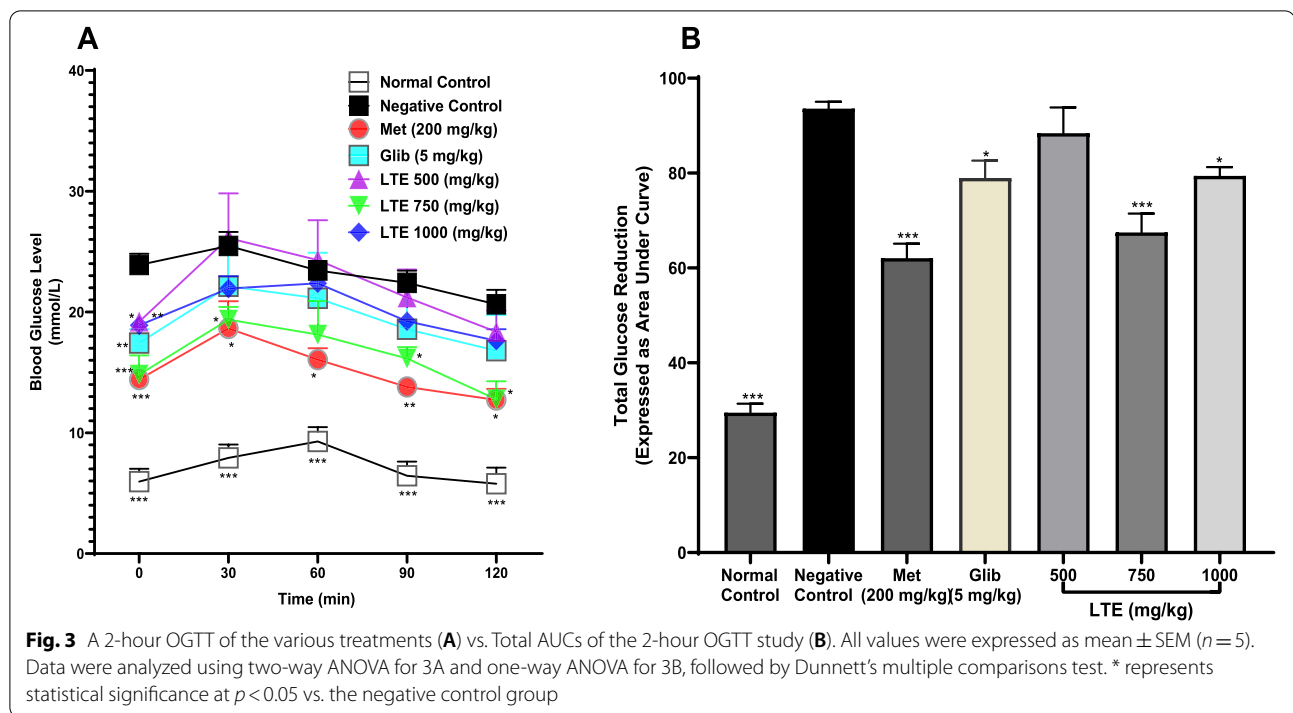 A
40
30
20
10
0
Blood Glucose Level
(mmol/L)
Normal Control
Negative Control
Met (200 mg/kg)
Glib (5 mg/kg)
LTE 500 (mg/kg)
LTE 750 (mg/kg)
LTE 1000 (mg/kg)
* **
**
***
***
***
*
*
***
*
***
*
**
***
*
*
***
0 30 60 90 120
Time (min)
B
100
80
60
40
20
0
Total Glucose Reduction
(Expressed as Area Under Curve)
***
***
*
***
*
Normal
Control
Negative
Control
Met
(200 mg/kg)
Glib
(5 mg/kg)
500 750 1000
LTE (mg/kg)
Fig. 3 A 2-hour OGTT of the various treatments (A) vs. Total AUCs of the 2-hour OGTT study (B). All values were expressed as mean ± SEM (n = 5).
Data were analyzed using two-way ANOVA for 3A and one-way ANOVA for 3B, followed by Dunnett's multiple comparisons test. * represents
statistical significance at p < 0.05 vs. the negative control group